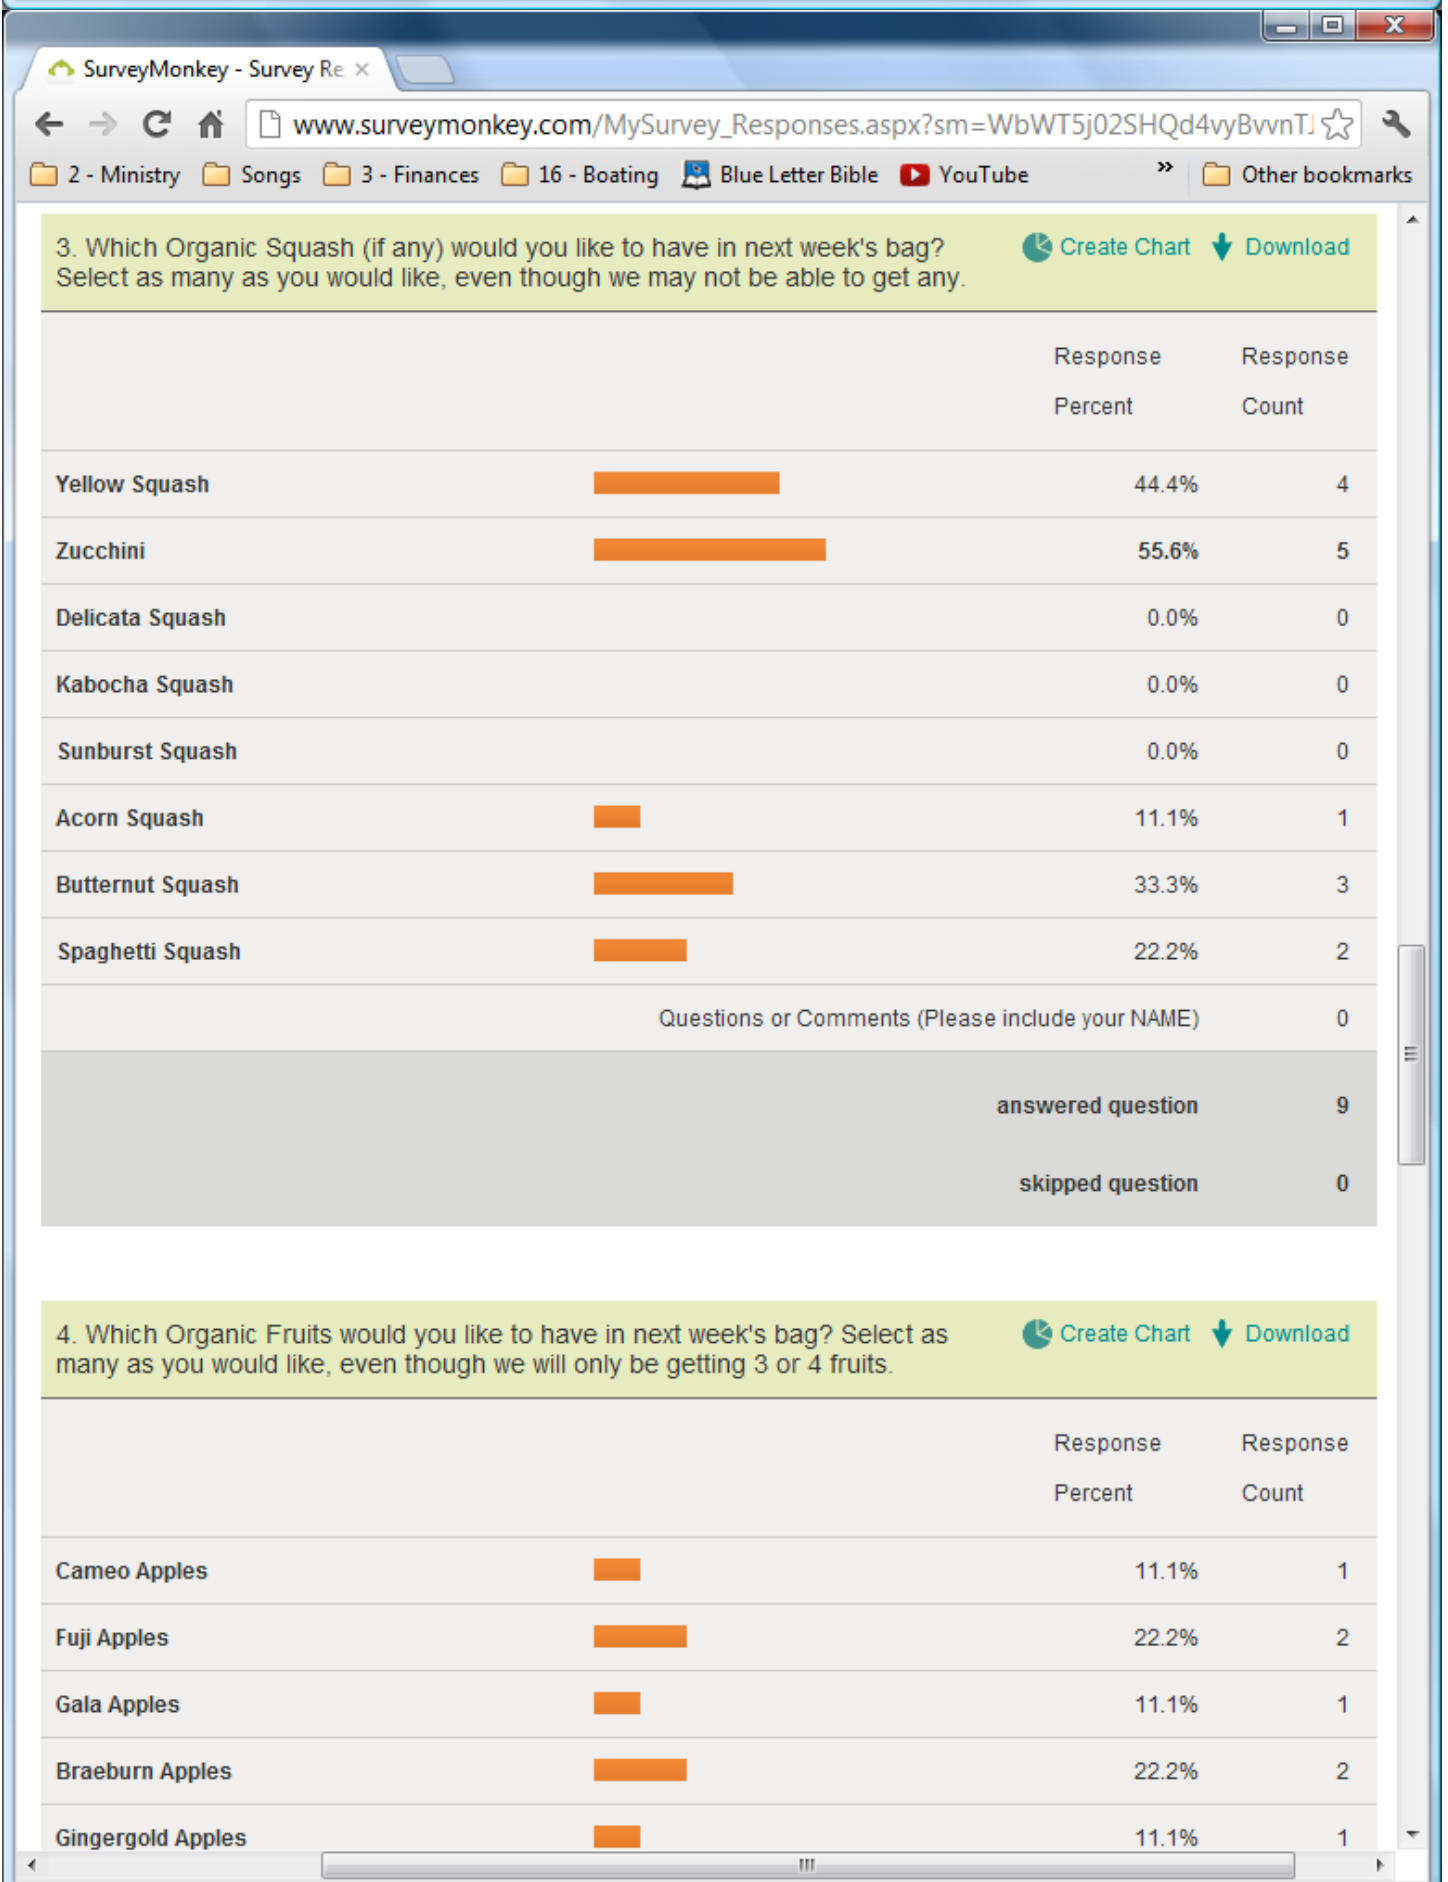 SurveyMonkey - Survey Re
www.surveymonkey.com/MySurvey_Responses.aspx?sm=WbWT5j02SHQd4vyBvvnTJ
2 - Ministry Songs 3 - Finances 16 - Boating Blue Letter Bible YouTube » Other bookmarks
3. Which Organic Squash (if any) would you like to have in next week's bag? Create Chart Download
Select as many as you would like, even though we may not be able to get any.
Response Response
Percent Count
Yellow Squash 44.4% 4
Zucchini 55.6% 5
Delicata Squash 0.0% 0
Kabocha Squash 0.0% 0
Sunburst Squash 0.0% 0
Acorn Squash 11.1% 1
Butternut Squash 33.3% 3
Spaghetti Squash 22.2% 2
Questions or Comments (Please include your NAME) 0
answered question 9
skipped question 0
4. Which Organic Fruits would you like to have in next week's bag? Select as Create Chart Download
many as you would like, even though we will only be getting 3 or 4 fruits.
Response Response
Percent Count
Cameo Apples 11.1% 1
Fuji Apples 22.2% 2
Gala Apples 11.1% 1
Braeburn Apples 22.2% 2
Gingergold Apples 11.1% 1